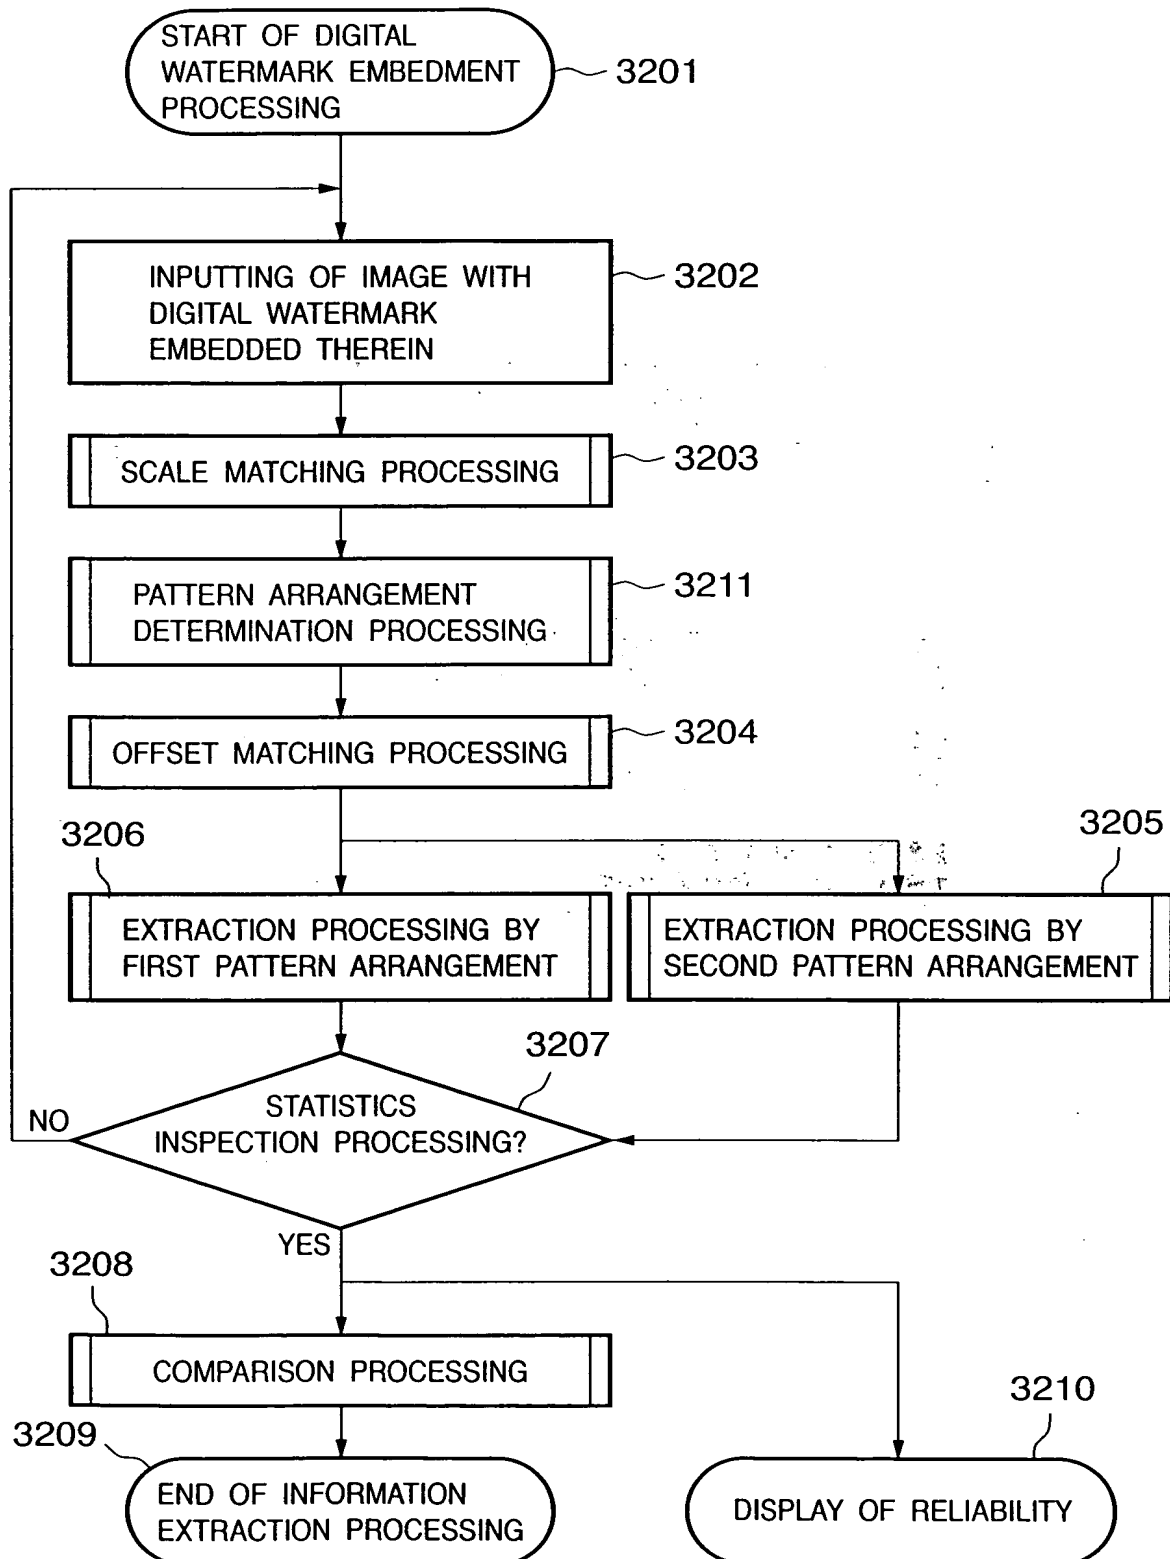 START OF DIGITAL
WATERMARK EMBEDMENT
PROCESSING
3201
INPUTTING OF IMAGE WITH
DIGITAL WATERMARK
EMBEDDED THEREIN
3202
SCALE MATCHING PROCESSING
3203
PATTERN ARRANGEMENT
DETERMINATION PROCESSING
3211
OFFSET MATCHING PROCESSING
3204
3206
EXTRACTION PROCESSING BY
FIRST PATTERN ARRANGEMENT
3205
EXTRACTION PROCESSING BY
SECOND PATTERN ARRANGEMENT
3207
STATISTICS
INSPECTION PROCESSING?
NO
YES
3208
COMPARISON PROCESSING
3209
END OF INFORMATION
EXTRACTION PROCESSING
3210
DISPLAY OF RELIABILITY